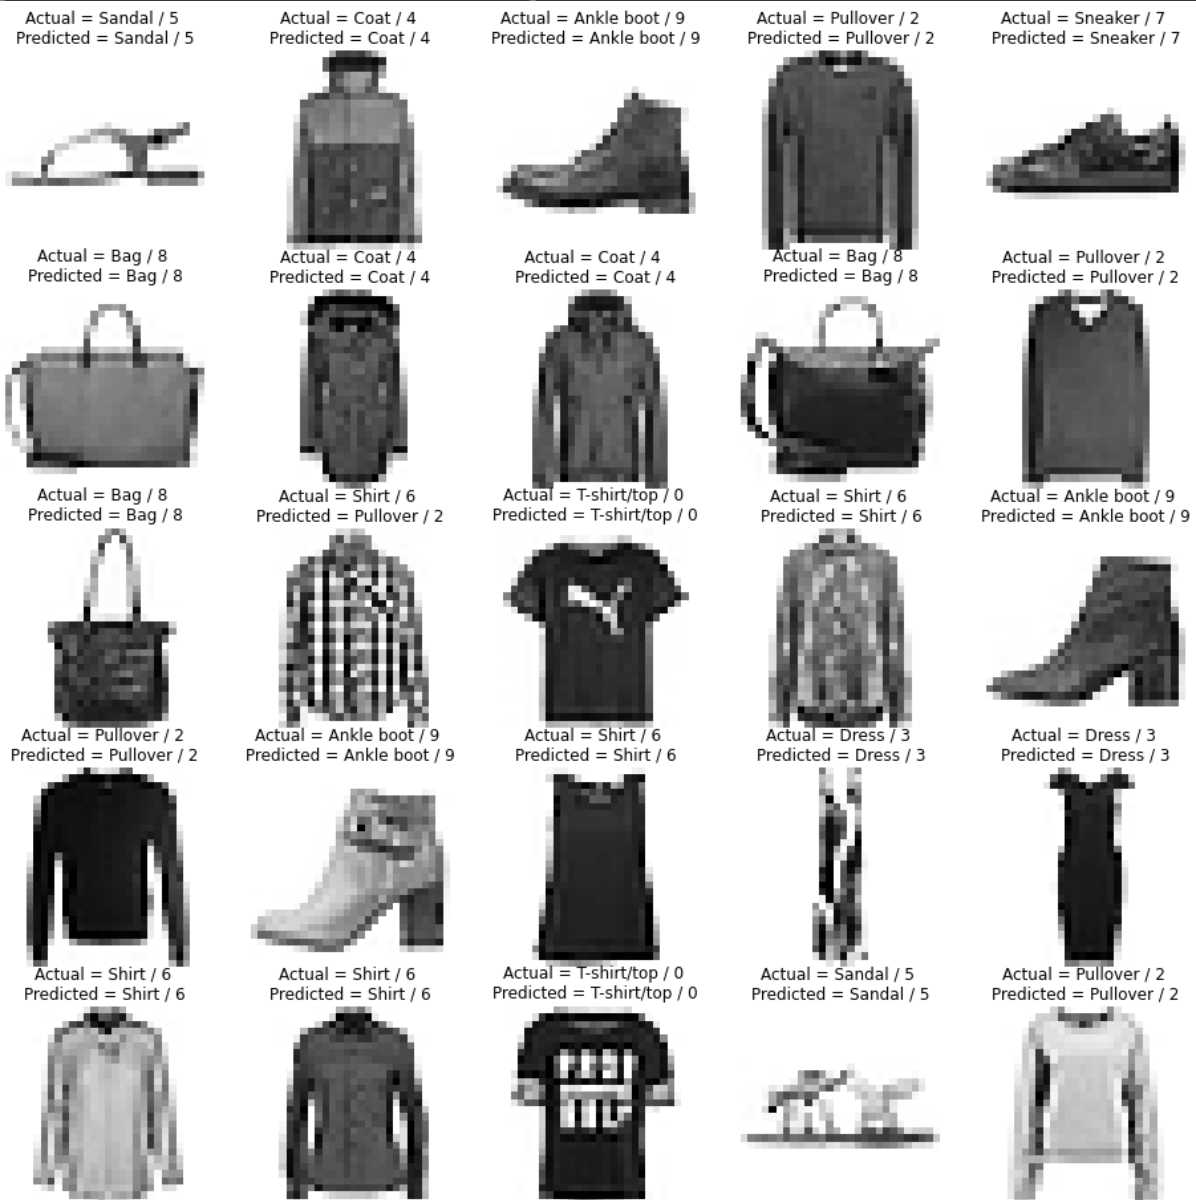 Actual = Sandal / 5
Predicted = Sandal / 5
Actual = Coat / 4
Predicted = Coat / 4
Actual = Ankle boot / 9
Predicted = Ankle boot / 9
Actual = Pullover / 2
Predicted = Pullover / 2
Actual = Sneaker / 7
Predicted = Sneaker / 7
Actual = Bag / 8
Predicted = Bag / 8
Actual = Coat / 4
Predicted = Coat / 4
Actual = Coat / 4
Predicted = Coat / 4
Actual = Bag / 8
Predicted = Bag / 8
Actual = Pullover / 2
Predicted = Pullover / 2
Actual = Bag / 8
Predicted = Bag / 8
Actual = Shirt / 6
Predicted = Pullover / 2
Actual = T-shirt/top / 0
Predicted = T-shirt/top / 0
Actual = Shirt / 6
Predicted = Shirt / 6
Actual = Ankle boot / 9
Predicted = Ankle boot / 9
Actual = Pullover / 2
Predicted = Pullover / 2
Actual = Ankle boot / 9
Predicted = Ankle boot / 9
Actual = Shirt / 6
Predicted = Shirt / 6
Actual = Dress / 3
Predicted = Dress / 3
Actual = Dress / 3
Predicted = Dress / 3
Actual = Shirt / 6
Predicted = Shirt / 6
Actual = Shirt / 6
Predicted = Shirt / 6
Actual = T-shirt/top / 0
Predicted = T-shirt/top / 0
Actual = Sandal / 5
Predicted = Sandal / 5
Actual = Pullover / 2
Predicted = Pullover / 2